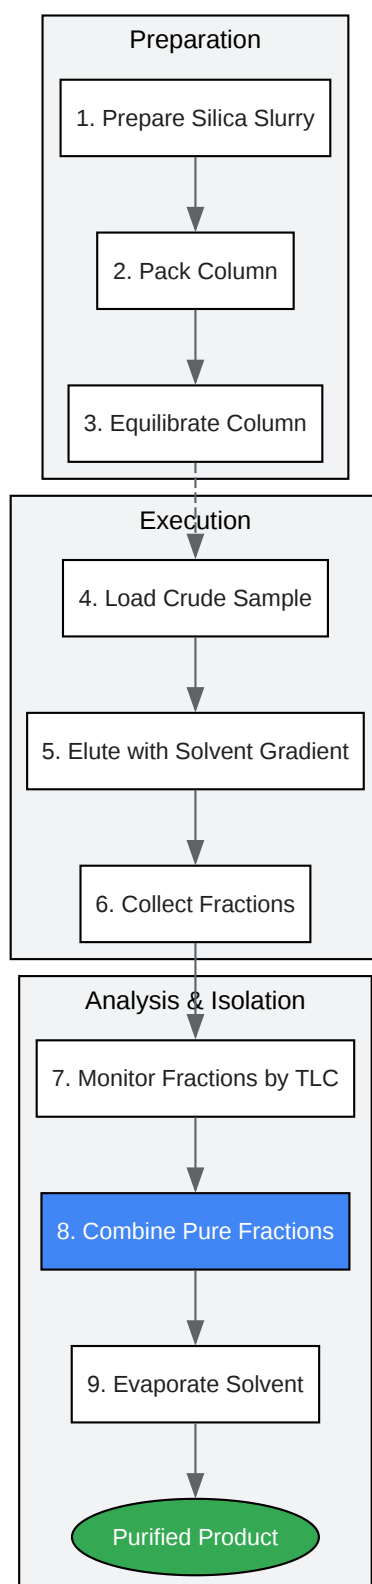 Preparation
1. Prepare Silica Slurry
2. Pack Column
3. Equilibrate Column
Execution
4. Load Crude Sample
5. Elute with Solvent Gradient
6. Collect Fractions
Analysis & Isolation
7. Monitor Fractions by TLC
8. Combine Pure Fractions
9. Evaporate Solvent
Purified Product